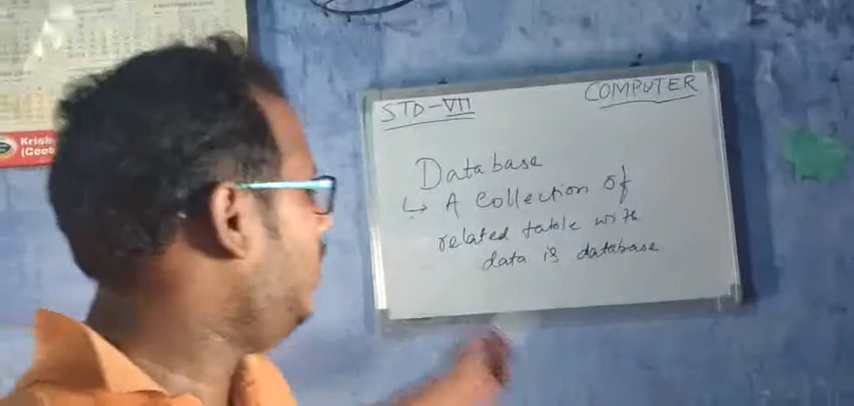 STD-VII
COMPUTER
Database
↳ A Collection of
related table with
data is database